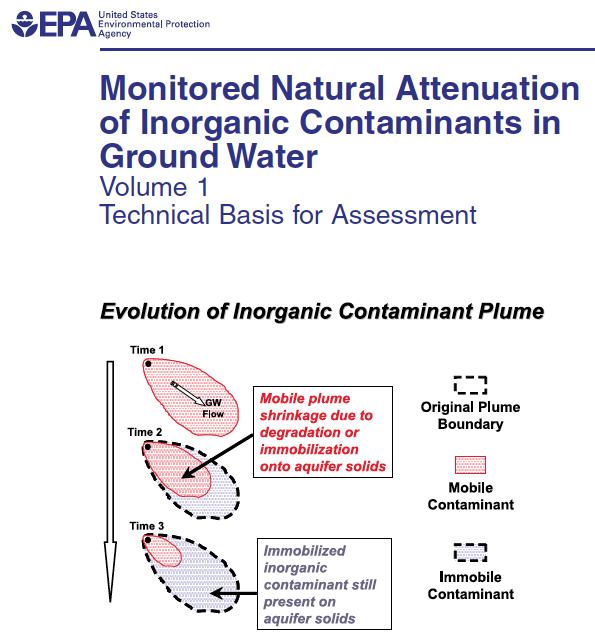 EPA
United States
Environmental Protection
Agency
Monitored Natural Attenuation
of Inorganic Contaminants in
Ground Water
Volume 1
Technical Basis for Assessment
Evolution of Inorganic Contaminant Plume
Time 1
GW
Flow
Mobile plume
shrinkage due to
degradation or
immobilization
onto aquifer solids
Time 2
Time 3
Immobilized
inorganic
contaminant still
present on
aquifer solids
Original Plume
Boundary
Mobile
Contaminant
Immobile
Contaminant